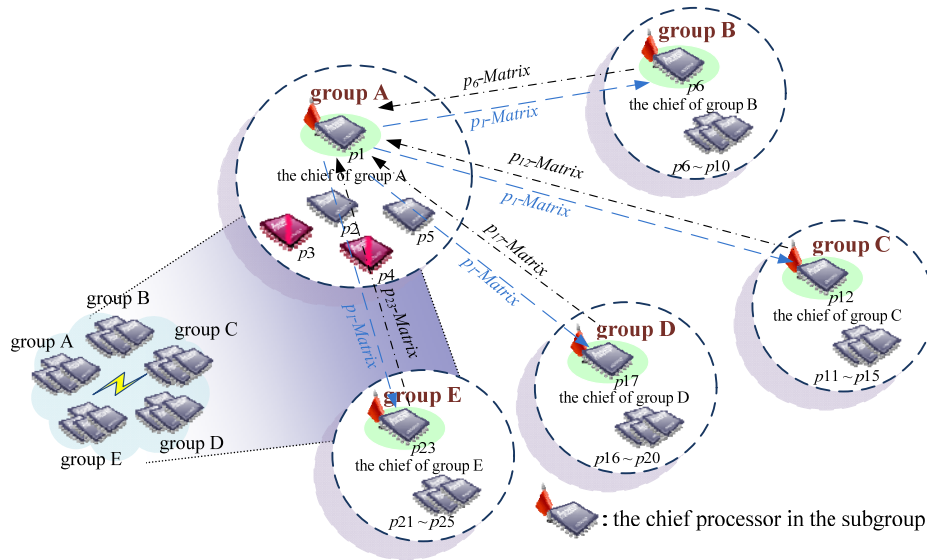 group B
p6
the chief of group B
p6 ~ p10
p6-Matrix
p1-Matrix
group A
p1
the chief of group A
p2
p5
p3
p4
p12-Matrix
p1-Matrix
p17-Matrix
p1-Matrix
p23-Matrix
p1-Matrix
group C
p12
the chief of group C
p11 ~ p15
group D
p17
the chief of group D
p16 ~ p20
group E
p23
the chief of group E
p21 ~ p25
group B
group A
group C
group D
group E
: the chief processor in the subgroup